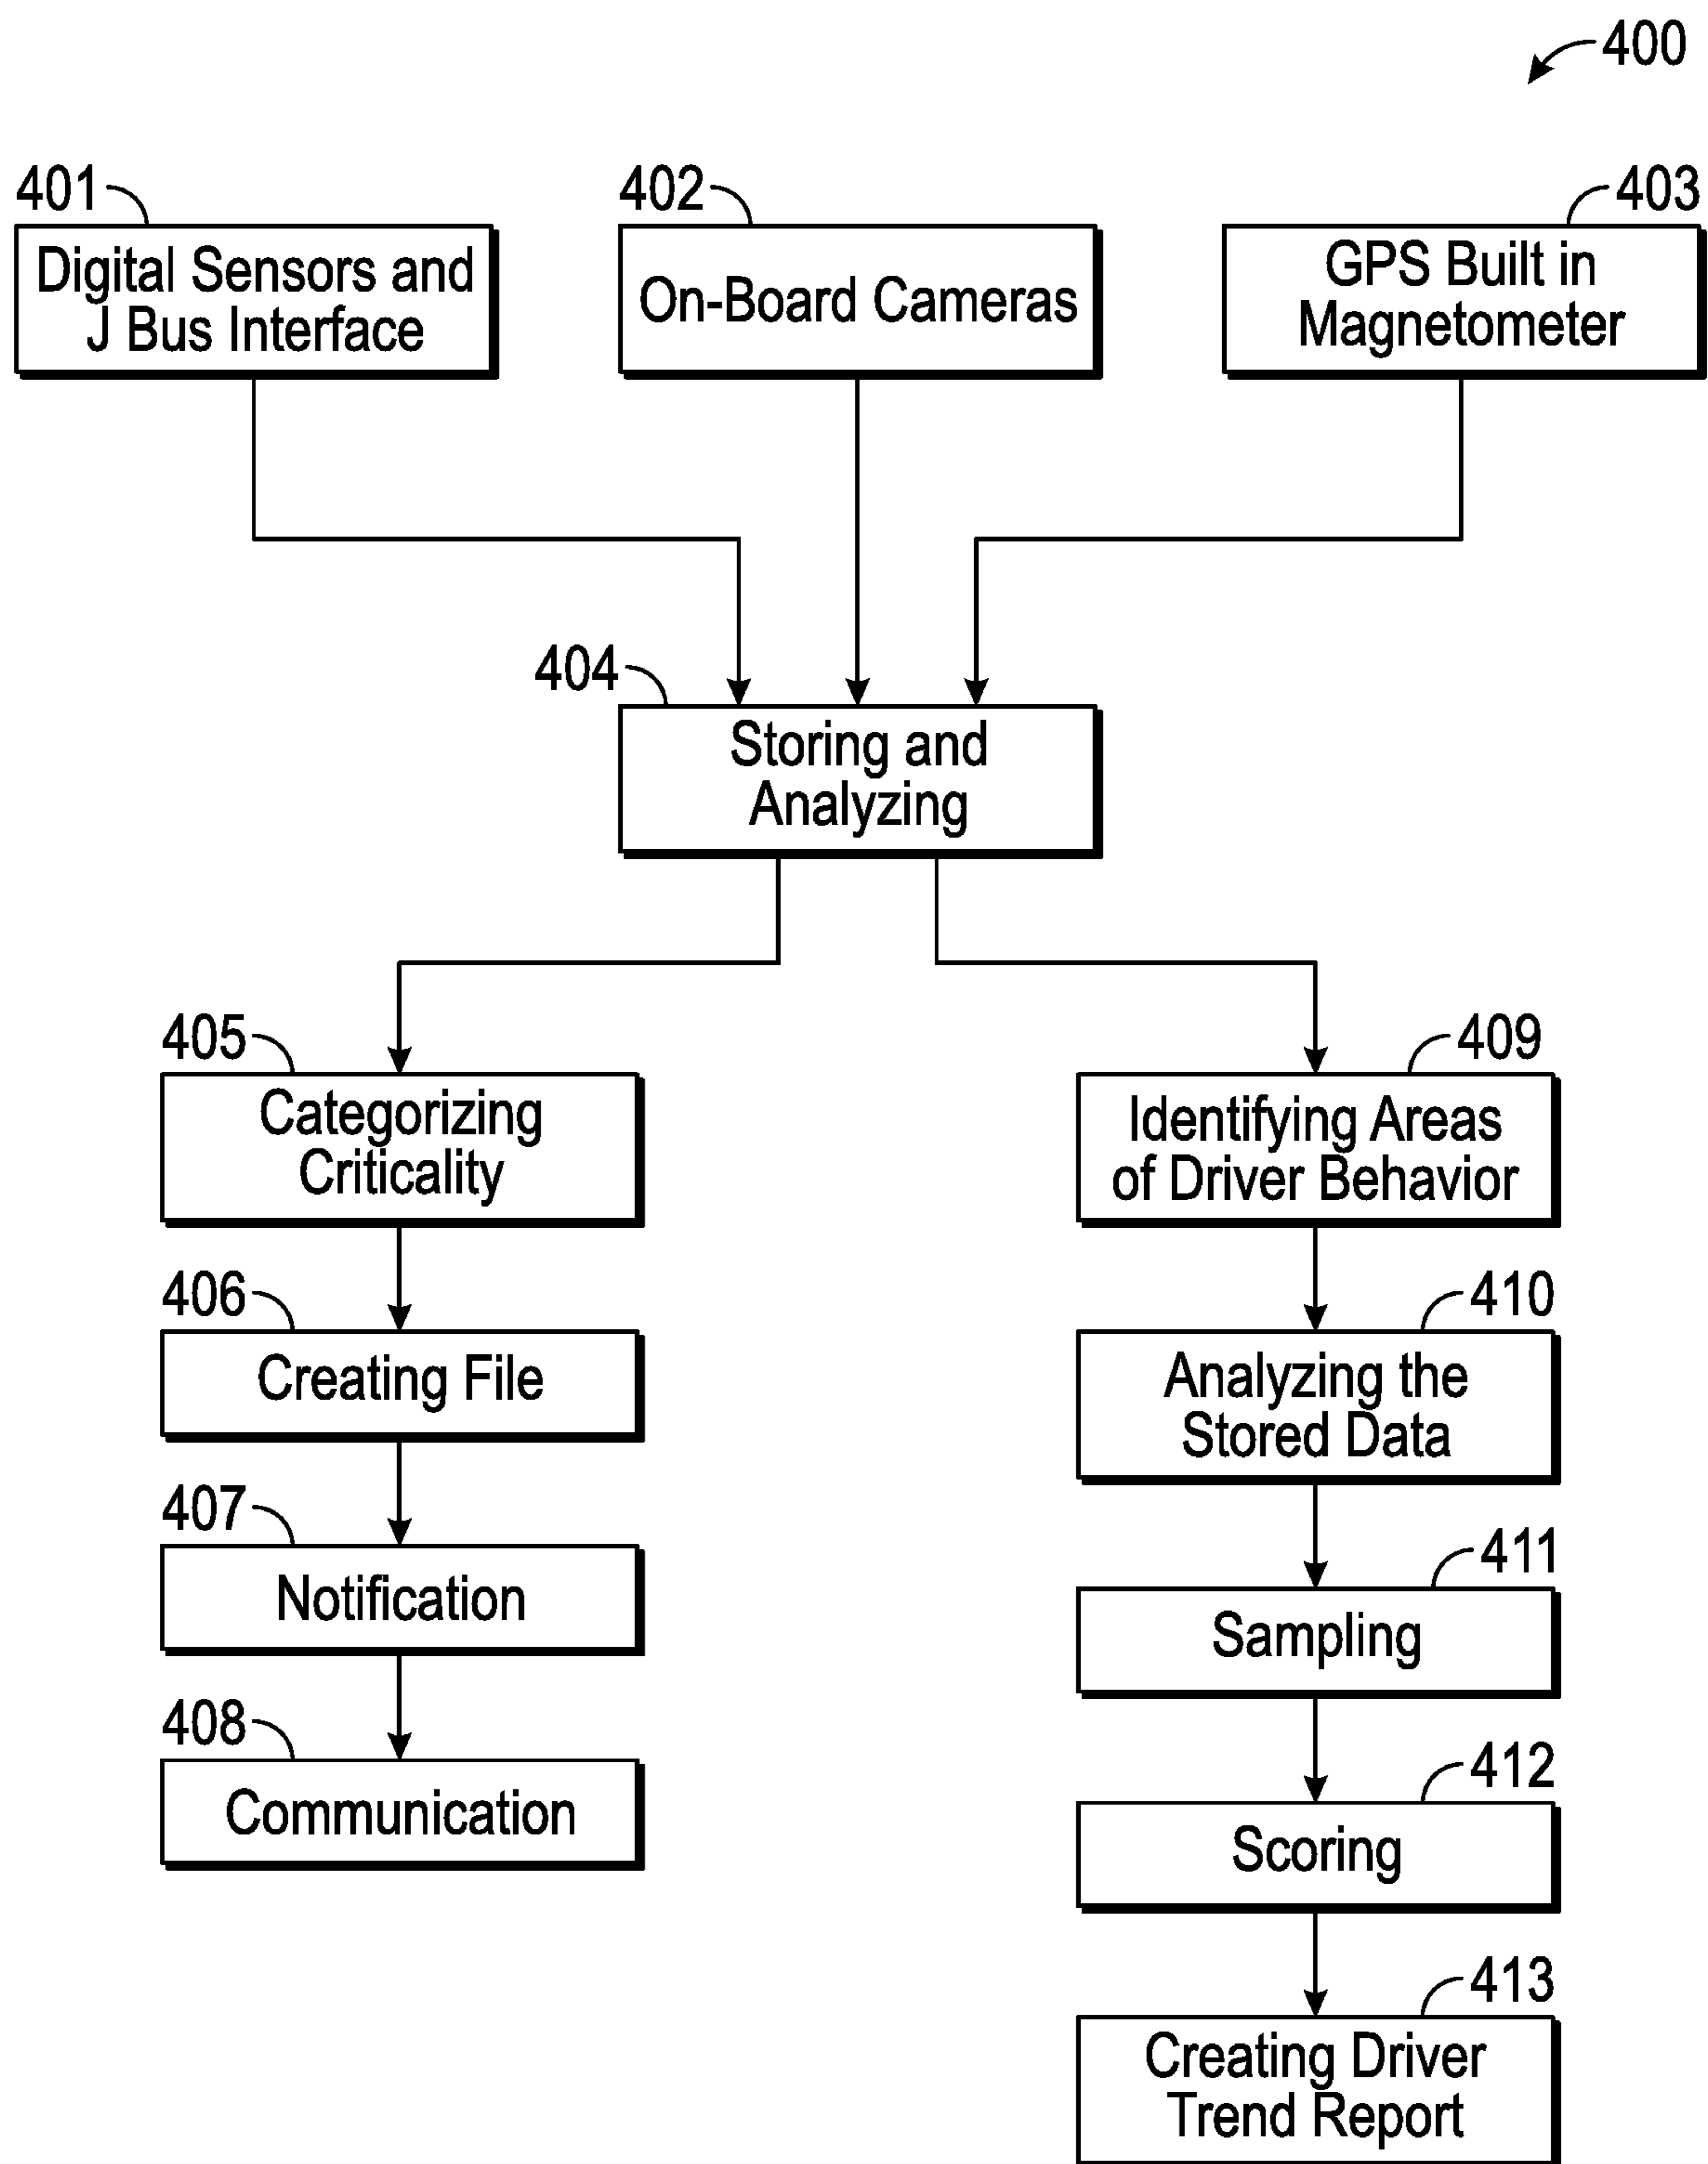 400
401
402
403
Digital Sensors and
J Bus Interface
On-Board Cameras
GPS Built in
Magnetometer
404
Storing and
Analyzing
405
Categorizing
Criticality
406
Creating File
407
Notification
408
Communication
409
Identifying Areas
of Driver Behavior
410
Analyzing the
Stored Data
411
Sampling
412
Scoring
413
Creating Driver
Trend Report